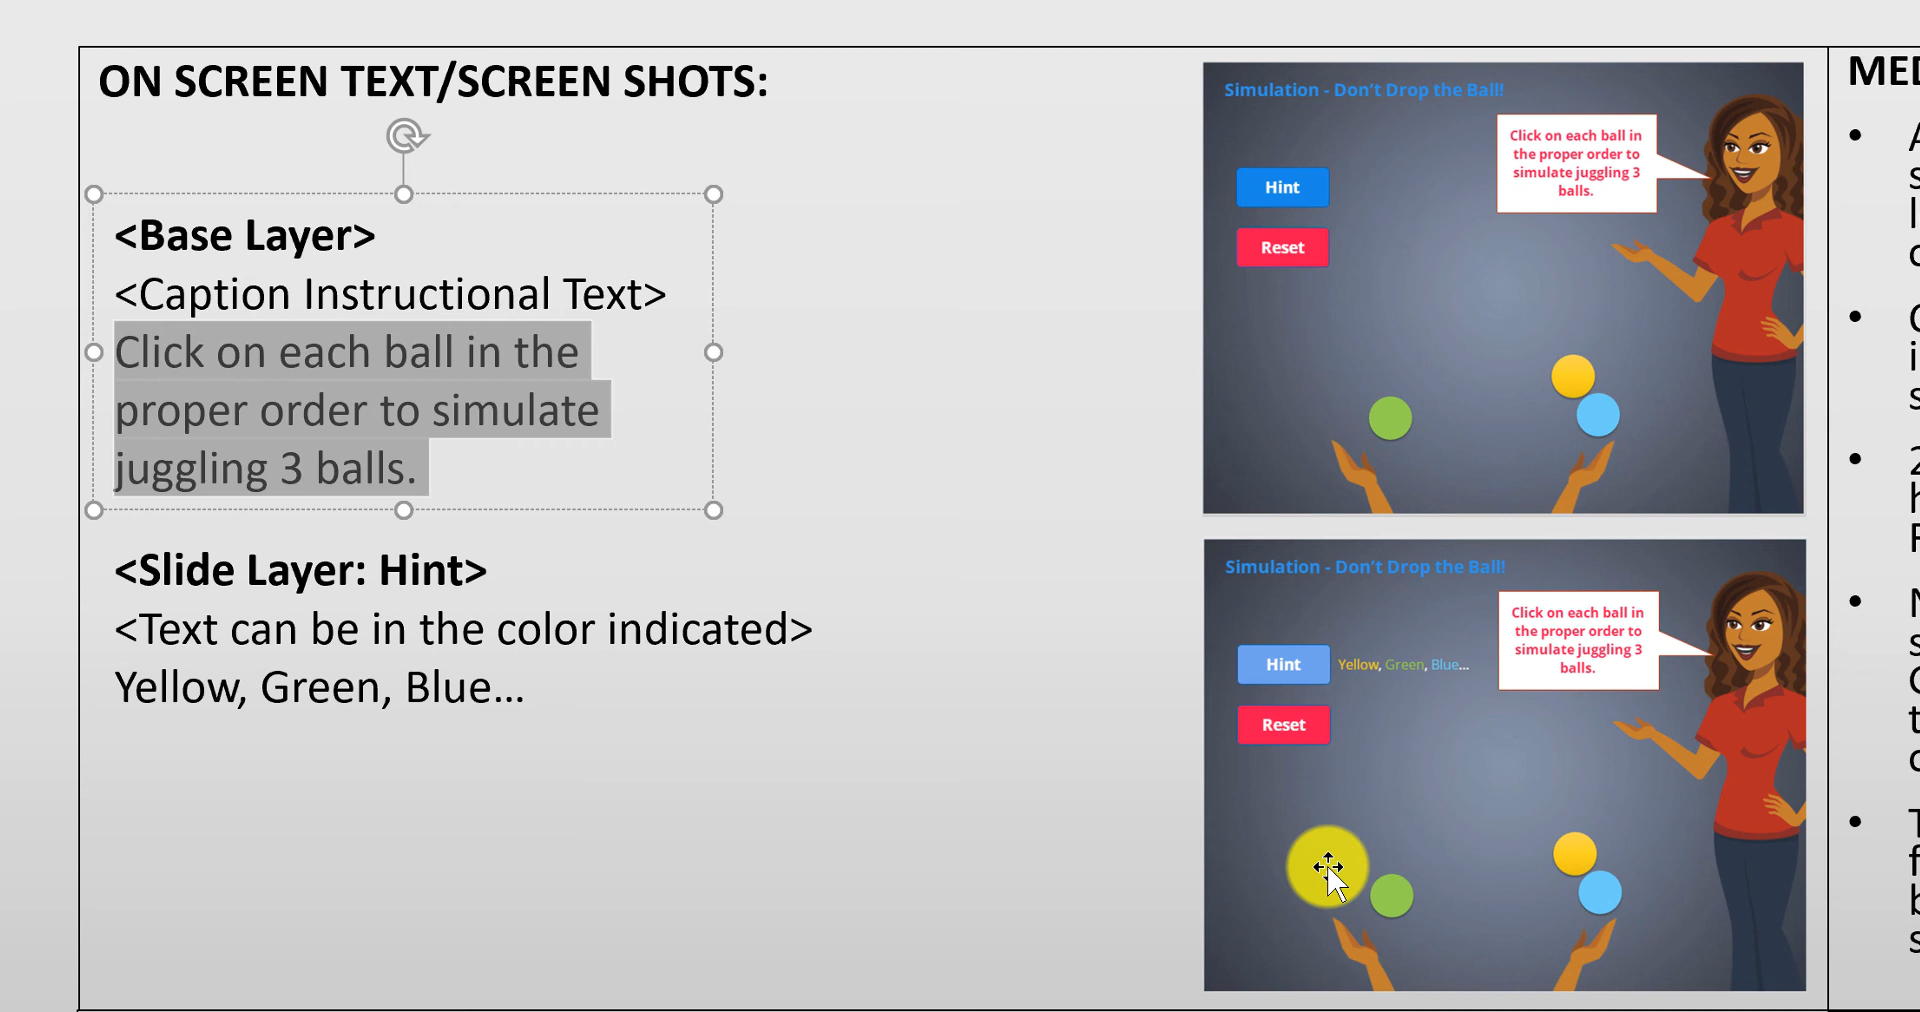 ON SCREEN TEXT/SCREEN SHOTS:
<Base Layer>
<Caption Instructional Text>
Click on each ball in the
proper order to simulate
juggling 3 balls.
<Slide Layer: Hint>
<Text can be in the color indicated>
Yellow, Green, Blue...
Simulation - Don't Drop the Ball!
Click on each ball in
the proper order to
simulate juggling 3
balls.
Hint
Reset
Simulation - Don't Drop the Ball!
Click on each ball in
the proper order to
simulate juggling 3
balls.
Hint
Yellow, Green, Blue...
Reset